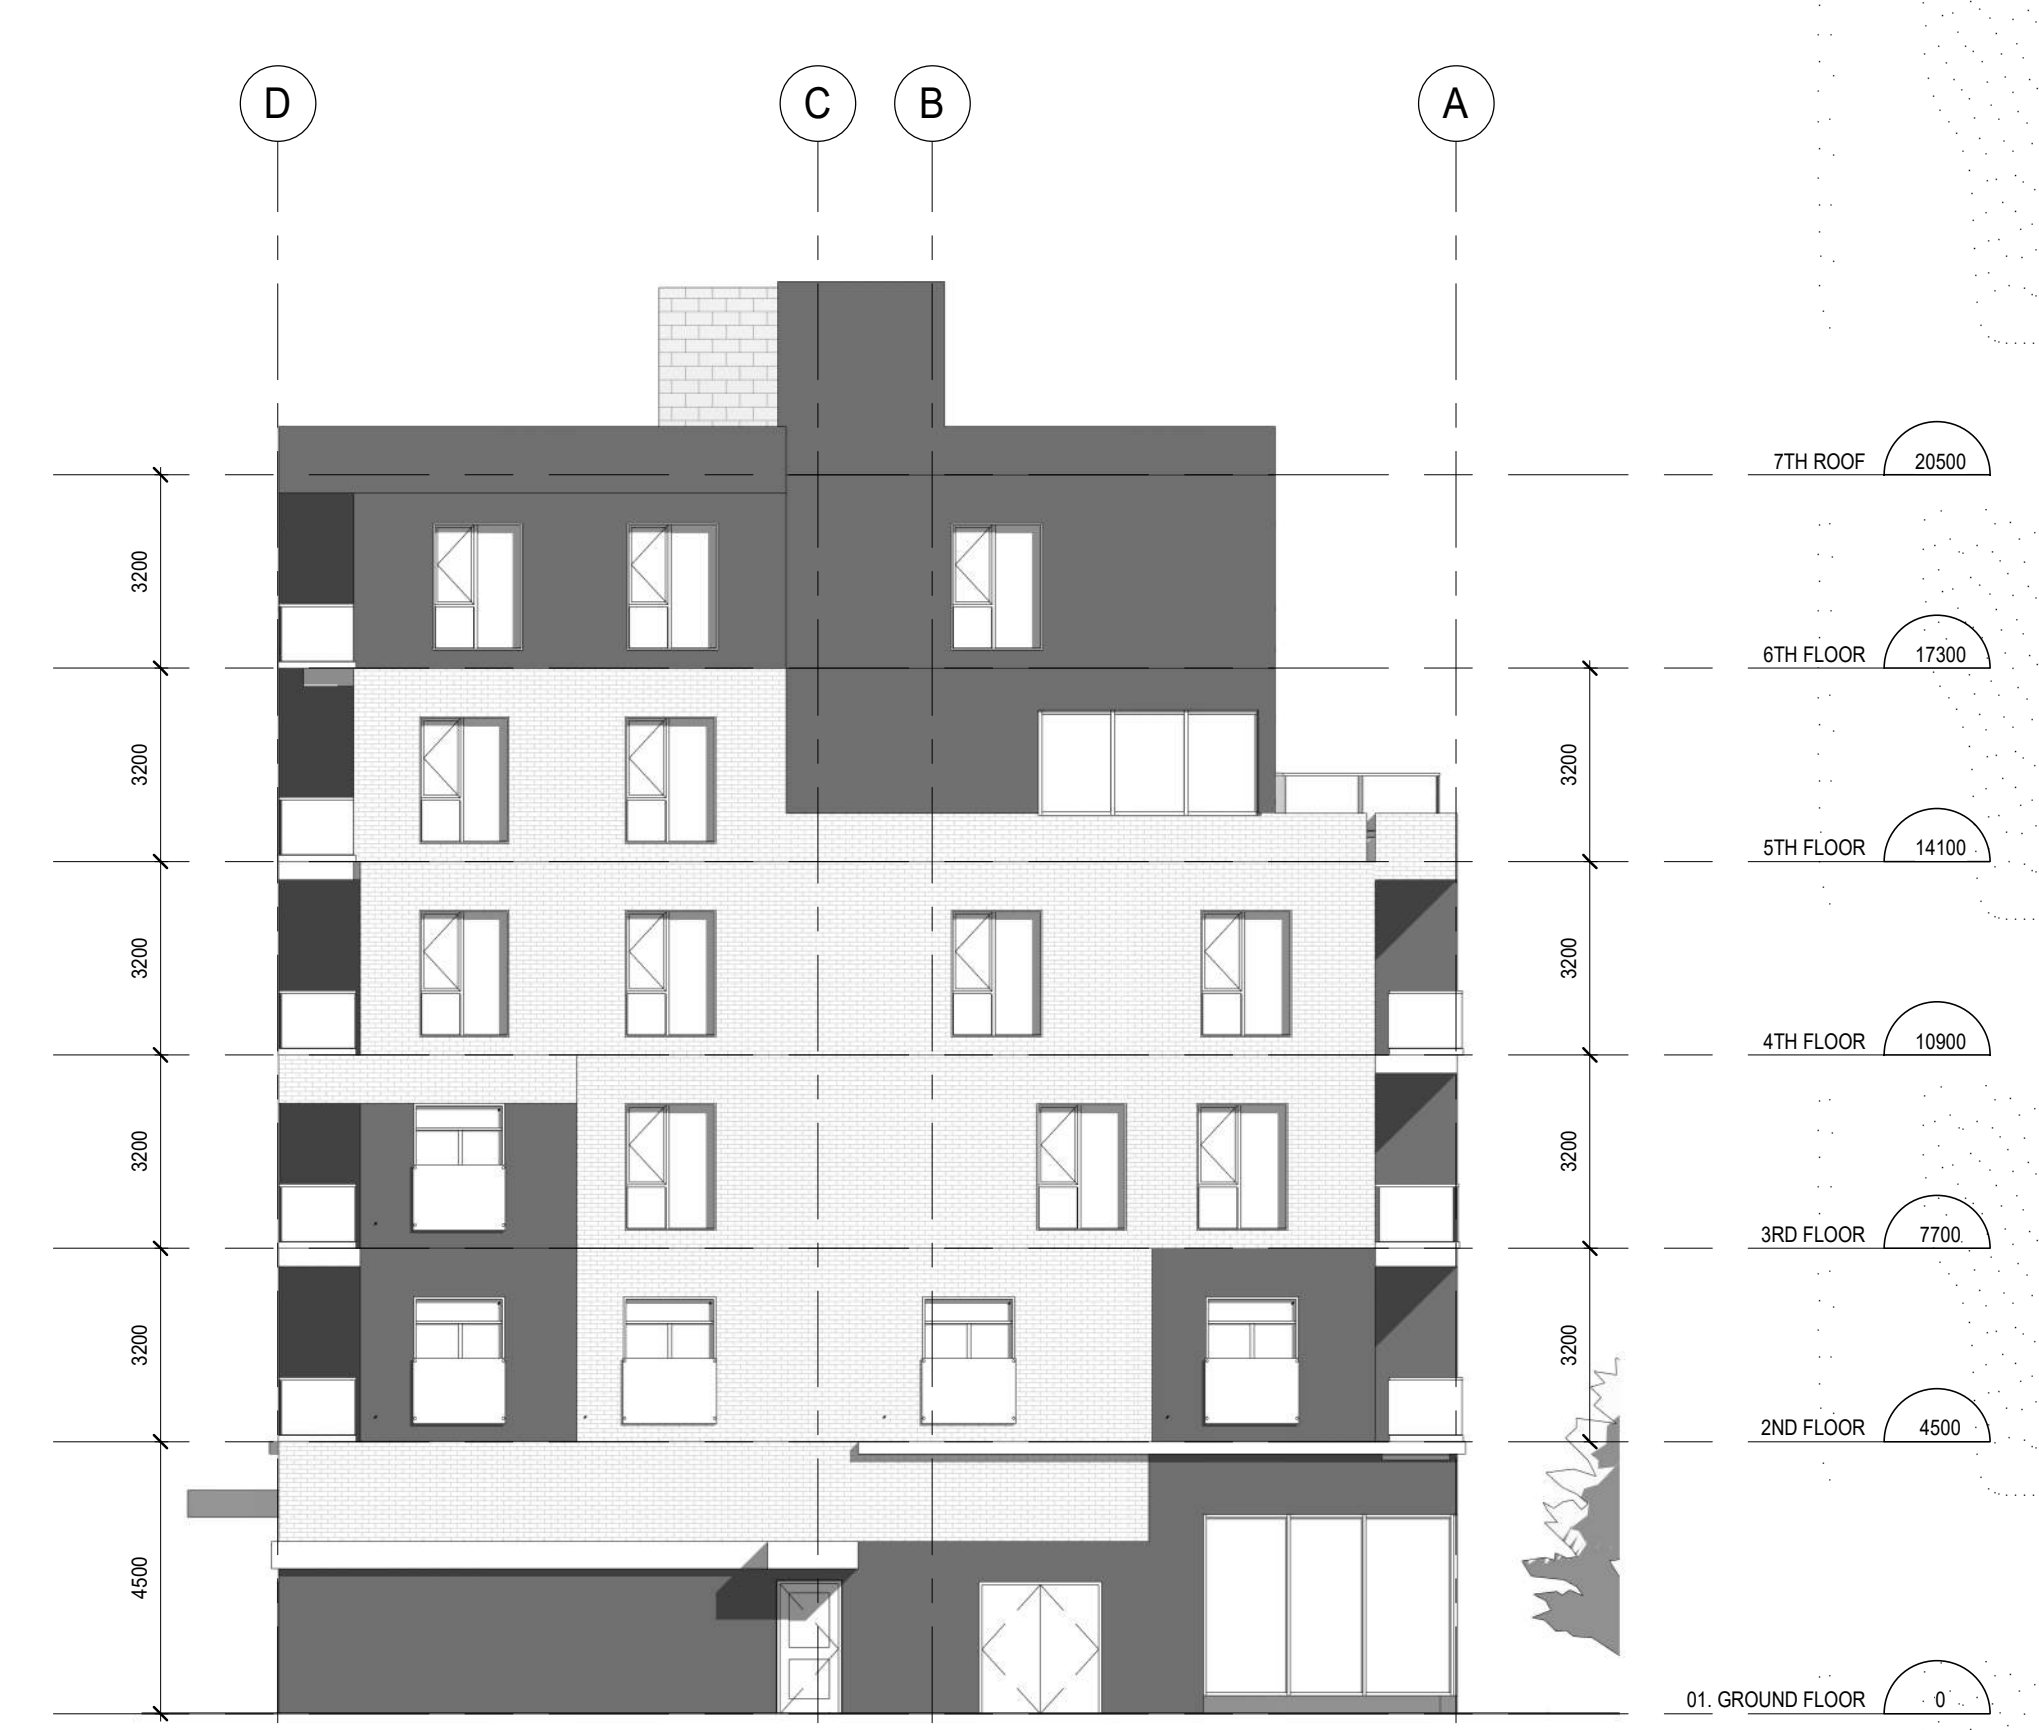 D C B A
7TH ROOF 20500
3200
6TH FLOOR 17300
3200 3200
5TH FLOOR 14100
3200 3200
4TH FLOOR 10900
3200 3200
3RD FLOOR 7700
3200 3200
2ND FLOOR 4500
4500
01. GROUND FLOOR 0